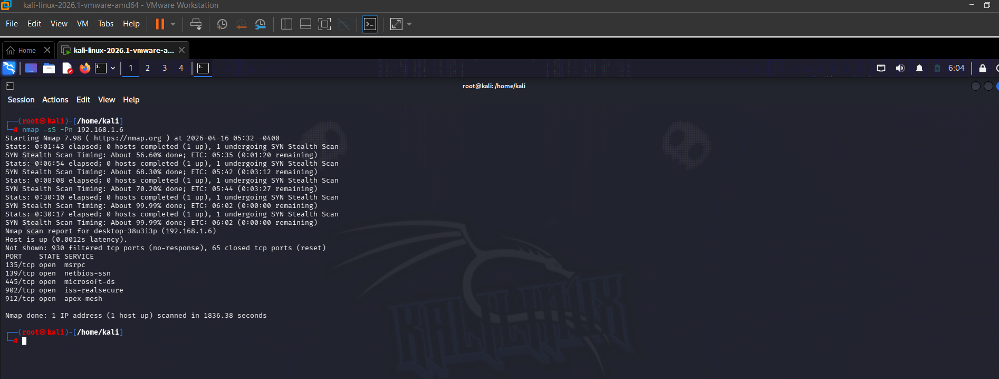 kali-linux-2026.1-vmware-amd64 - VMware Workstation
File Edit View VM Tabs Help
Home kali-linux-2026.1-vmware-a...
1 2 3 4 6:04
root@kali: /home/kali
Session Actions Edit View Help
┌──(root㉿kali)-[/home/kali]
└─# nmap -sS -Pn 192.168.1.6
Starting Nmap 7.98 ( https://nmap.org ) at 2026-04-16 05:32 -0400
Stats: 0:01:43 elapsed; 0 hosts completed (1 up), 1 undergoing SYN Stealth Scan
SYN Stealth Scan Timing: About 56.60% done; ETC: 05:35 (0:01:20 remaining)
Stats: 0:06:54 elapsed; 0 hosts completed (1 up), 1 undergoing SYN Stealth Scan
SYN Stealth Scan Timing: About 68.30% done; ETC: 05:42 (0:03:12 remaining)
Stats: 0:08:08 elapsed; 0 hosts completed (1 up), 1 undergoing SYN Stealth Scan
SYN Stealth Scan Timing: About 70.20% done; ETC: 05:44 (0:03:27 remaining)
Stats: 0:30:10 elapsed; 0 hosts completed (1 up), 1 undergoing SYN Stealth Scan
SYN Stealth Scan Timing: About 99.99% done; ETC: 06:02 (0:00:00 remaining)
Stats: 0:30:17 elapsed; 0 hosts completed (1 up), 1 undergoing SYN Stealth Scan
SYN Stealth Scan Timing: About 99.99% done; ETC: 06:02 (0:00:00 remaining)
Nmap scan report for desktop-38u3i3p (192.168.1.6)
Host is up (0.0012s latency).
Not shown: 930 filtered tcp ports (no-response), 65 closed tcp ports (reset)
PORT    STATE SERVICE
135/tcp open  msrpc
139/tcp open  netbios-ssn
445/tcp open  microsoft-ds
902/tcp open  iss-realsecure
912/tcp open  apex-mesh
Nmap done: 1 IP address (1 host up) scanned in 1836.38 seconds
┌──(root㉿kali)-[/home/kali]
└─#
KALI LINUX